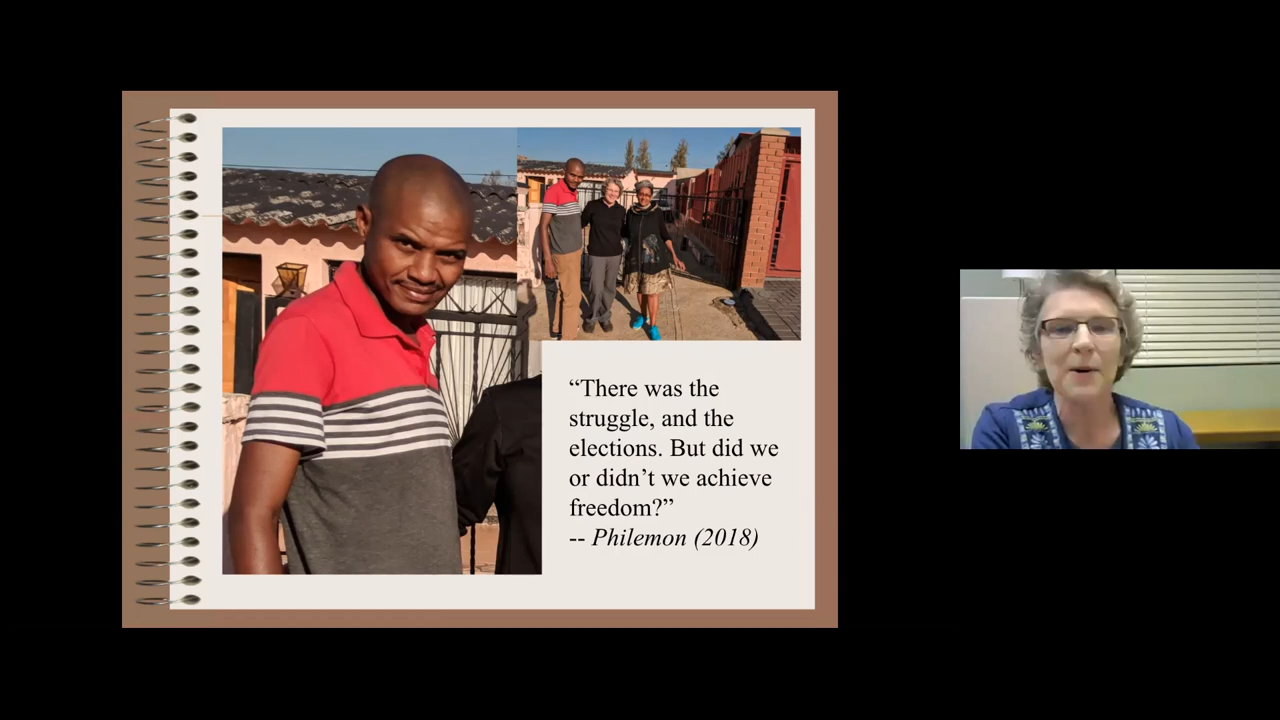 “There was the
struggle, and the
elections. But did we
or didn’t we achieve
freedom?”
-- Philemon (2018)